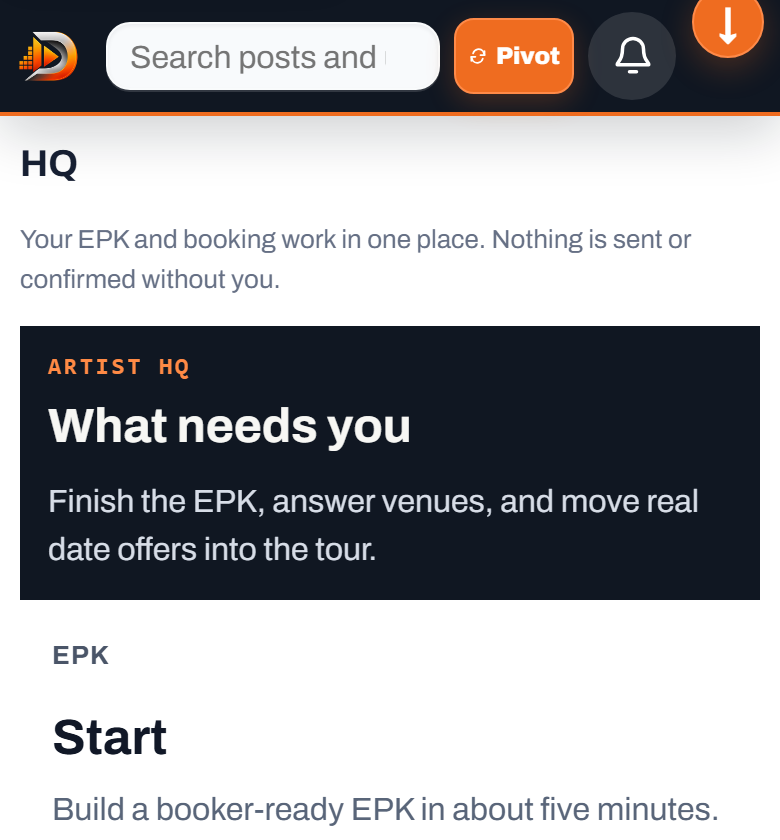 Search posts and
Pivot
HQ
Your EPK and booking work in one place. Nothing is sent or
confirmed without you.
ARTIST HQ
What needs you
Finish the EPK, answer venues, and move real
date offers into the tour.
EPK
Start
Build a booker-ready EPK in about five minutes.